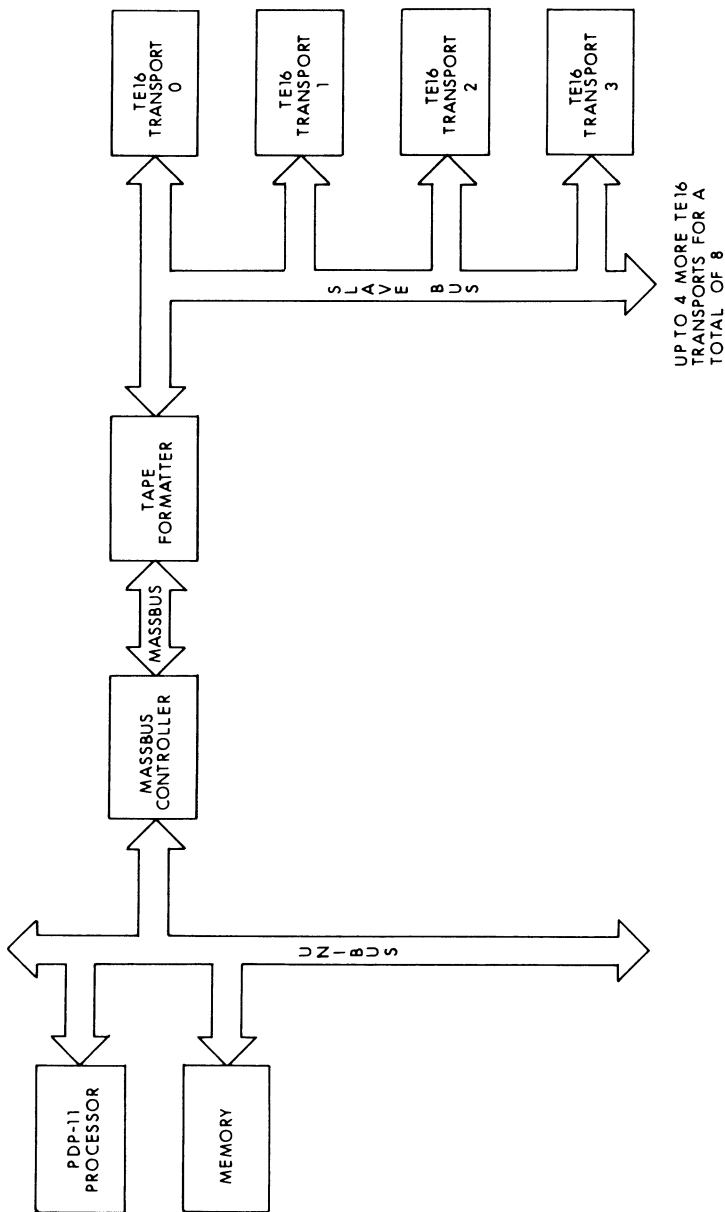 PDP-11
PROCESSOR
MEMORY
UNIBUS
MASSBUS
CONTROLLER
MASSBUS
TAPE
FORMATTER
SLAVE BUS
TE16
TRANSPORT
0
TE16
TRANSPORT
1
TE16
TRANSPORT
2
TE16
TRANSPORT
3
UP TO 4 MORE TE16
TRANSPORTS FOR A
TOTAL OF 8